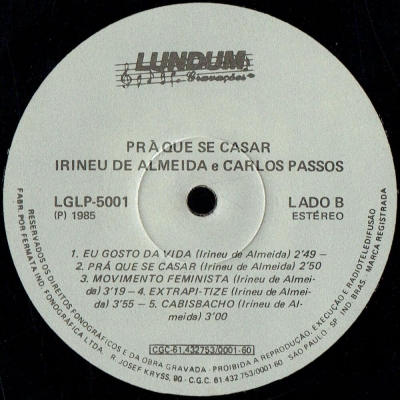 LUNDUM
Gravações
PRÀ QUE SE CASAR
IRINEU DE ALMEIDA e CARLOS PASSOS
LGLP-5001
(P) 1985
LADO B
ESTÉREO
1. EU GOSTO DA VIDA (Irineu de Almeida) 2'49 -
2. PRÁ QUE SE CASAR (Irineu de Almeida) 2'50
3. MOVIMENTO FEMINISTA (Irineu de Almei-
da) 3'19 - 4. EXTRAPI-TIZE (Irineu de Almei-
da) 3'55 - 5. CABISBACHO (Irineu de Al-
meida) 3'00
CGC-61.432753/0001-60
FABR. POR FERMATA IND. FONOGRÁFICA LTDA. - R. JOSEF KRYSS, 90 - C.G.C. 61.432.753/0001-60 - SÃO PAULO - SP. IND. BRAS. - MARCA REGISTRADA
RESERVADOS OS DIREITOS FONOGRÁFICOS E DA OBRA GRAVADA - PROIBIDA A REPRODUÇÃO, EXECUÇÃO E RADIOTELEDIFUSÃO